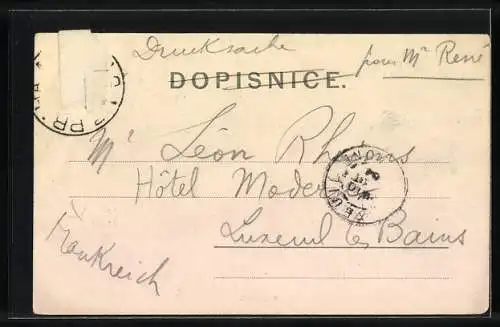 Drucksache
pour Mr René
DOPISNICE.
Mr Léon
Hôtel Moder
Luxeuil les Bains
Frankreich